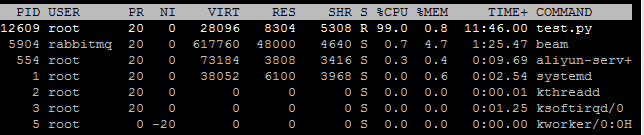 PID USER PR NI VIRT RES SHR S %CPU %MEM TIME+ COMMAND
12609 root 20 0 28096 8304 5308 R 99.0 0.8 11:46.00 test.py
5904 rabbitmq 20 0 617760 48000 4640 S 0.7 4.7 1:25.47 beam
554 root 20 0 73184 3808 3416 S 0.3 0.4 0:09.69 aliyun-serv+
1 root 20 0 38052 6100 3968 S 0.0 0.6 0:02.54 systemd
2 root 20 0 0 0 0 S 0.0 0.0 0:00.01 kthreadd
3 root 20 0 0 0 0 S 0.0 0.0 0:01.25 ksoftirqd/0
5 root 0 -20 0 0 0 S 0.0 0.0 0:00.00 kworker/0:0H